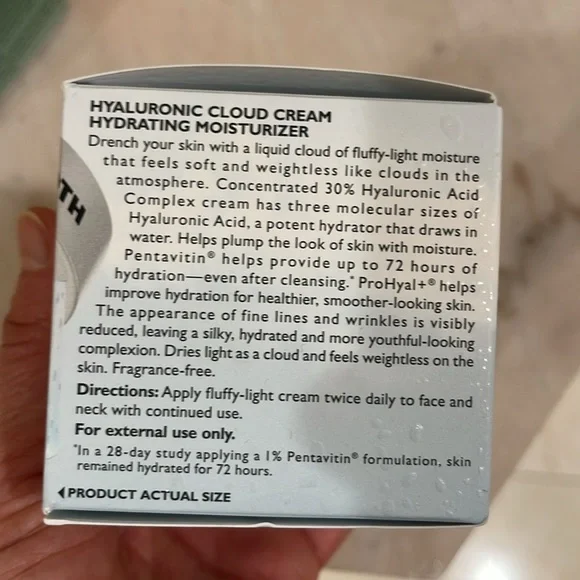 HYALURONIC CLOUD CREAM
HYDRATING MOISTURIZER
Drench your skin with a liquid cloud of fluffy-light moisture
that feels soft and weightless like clouds in the
atmosphere. Concentrated 30% Hyaluronic Acid
Complex cream has three molecular sizes of
Hyaluronic Acid, a potent hydrator that draws in
water. Helps plump the look of skin with moisture.
Pentavitin® helps provide up to 72 hours of
hydration—even after cleansing.* ProHyal+® helps
improve hydration for healthier, smoother-looking skin.
The appearance of fine lines and wrinkles is visibly
reduced, leaving a silky, hydrated and more youthful-looking
complexion. Dries light as a cloud and feels weightless on the
skin. Fragrance-free.
Directions: Apply fluffy-light cream twice daily to face and
neck with continued use.
For external use only.
*In a 28-day study applying a 1% Pentavitin® formulation, skin
remained hydrated for 72 hours.
◀PRODUCT ACTUAL SIZE
TH